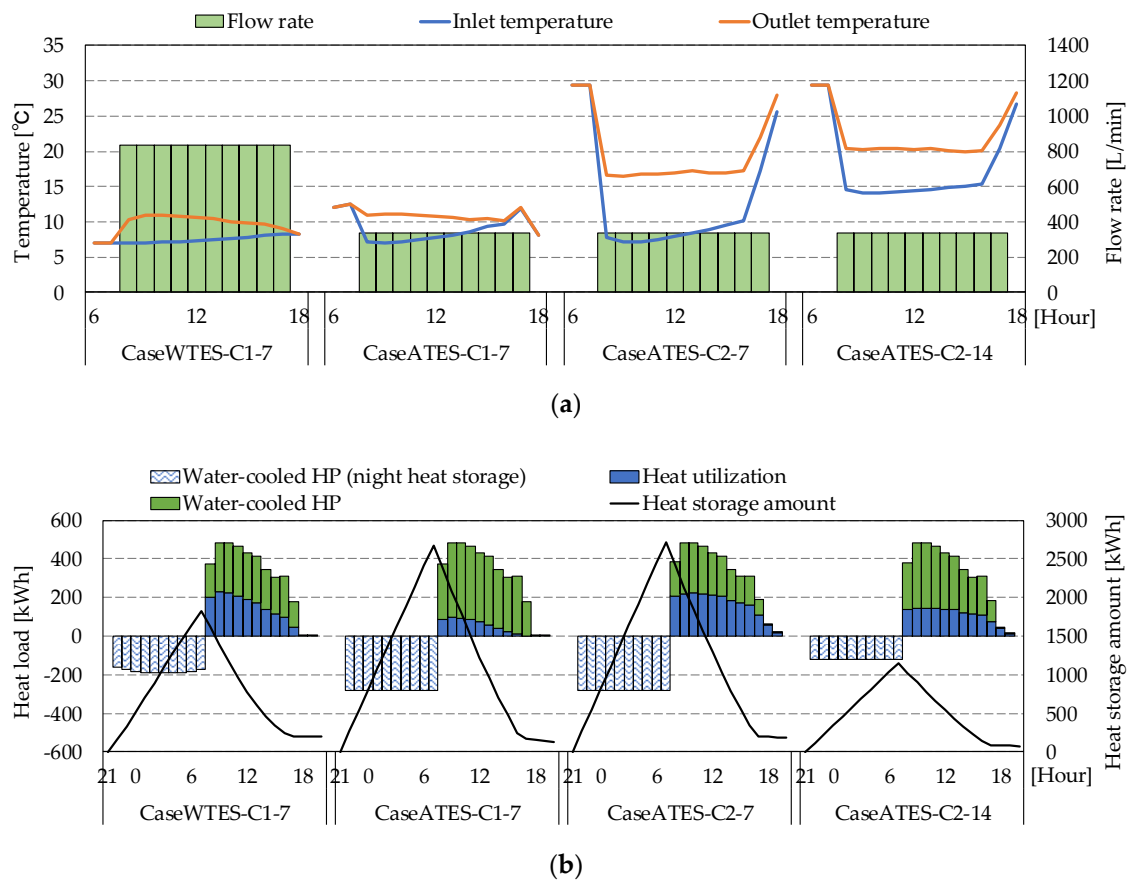 Flow rate Inlet temperature Outlet temperature
Temperature [℃]
35
30
25
20
15
10
5
0
1400
1200
1000
800
600
400
200
0
Flow rate [L/min]
6 12 18 6 12 18 6 12 18 6 12 18 [Hour]
CaseWTES-C1-7 CaseATES-C1-7 CaseATES-C2-7 CaseATES-C2-14
(a)
Water-cooled HP (night heat storage) Heat utilization
Water-cooled HP Heat storage amount
Heat load [kWh]
600
400
200
0
-200
-400
-600
3000
2500
2000
1500
1000
500
0
Heat storage amount [kWh]
21 0 6 12 18 21 0 6 12 18 21 0 6 12 18 21 0 6 12 18 [Hour]
CaseWTES-C1-7 CaseATES-C1-7 CaseATES-C2-7 CaseATES-C2-14
(b)